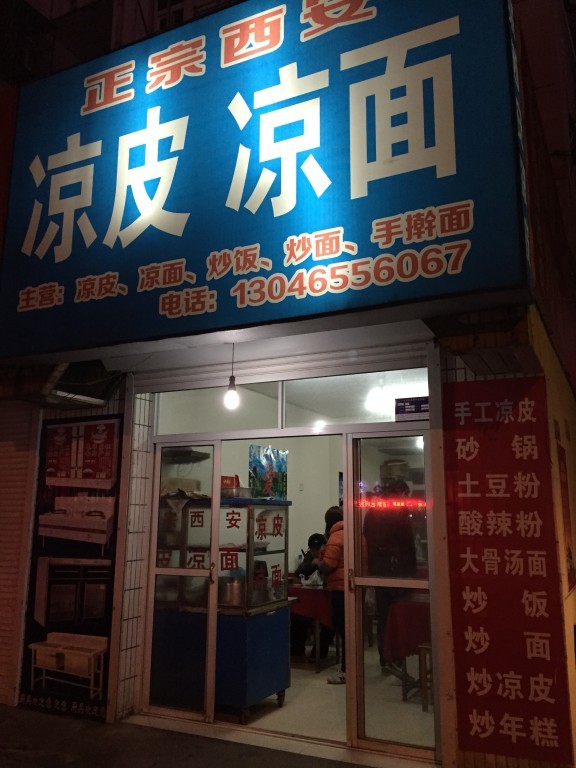 正宗西安
凉皮 凉面
主营：凉皮、凉面、炒饭、炒面、手擀面
电话：13046556067
手工凉皮
砂锅
土豆粉
酸辣粉
大骨汤面
炒饭
炒面
炒凉皮
炒年糕
西安凉皮
凉面